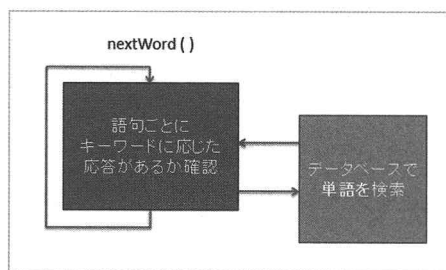 nextWord ( )
語句ごとに
キーワードに応じた
応答があるか確認
データベースで
単語を検索